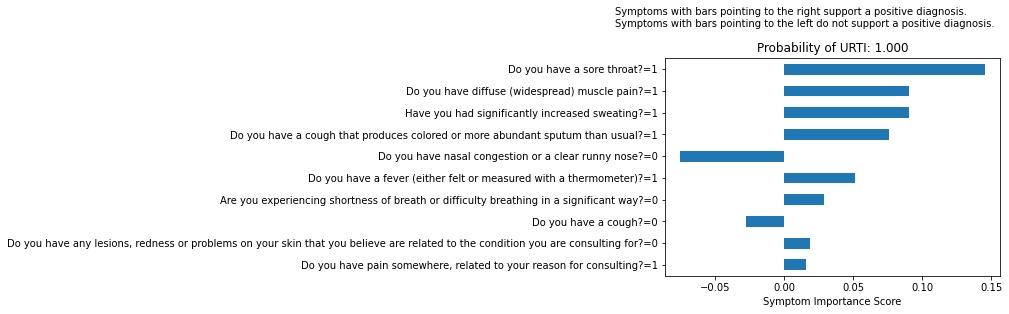 Symptoms with bars pointing to the right support a positive diagnosis.
Symptoms with bars pointing to the left do not support a positive diagnosis.
Probability of URTI: 1.000
Do you have a sore throat?=1
Do you have diffuse (widespread) muscle pain?=1
Have you had significantly increased sweating?=1
Do you have a cough that produces colored or more abundant sputum than usual?=1
Do you have nasal congestion or a clear runny nose?=0
Do you have a fever (either felt or measured with a thermometer)?=1
Are you experiencing shortness of breath or difficulty breathing in a significant way?=0
Do you have a cough?=0
Do you have any lesions, redness or problems on your skin that you believe are related to the condition you are consulting for?=0
Do you have pain somewhere, related to your reason for consulting?=1
−0.05 0.00 0.05 0.10 0.15
Symptom Importance Score